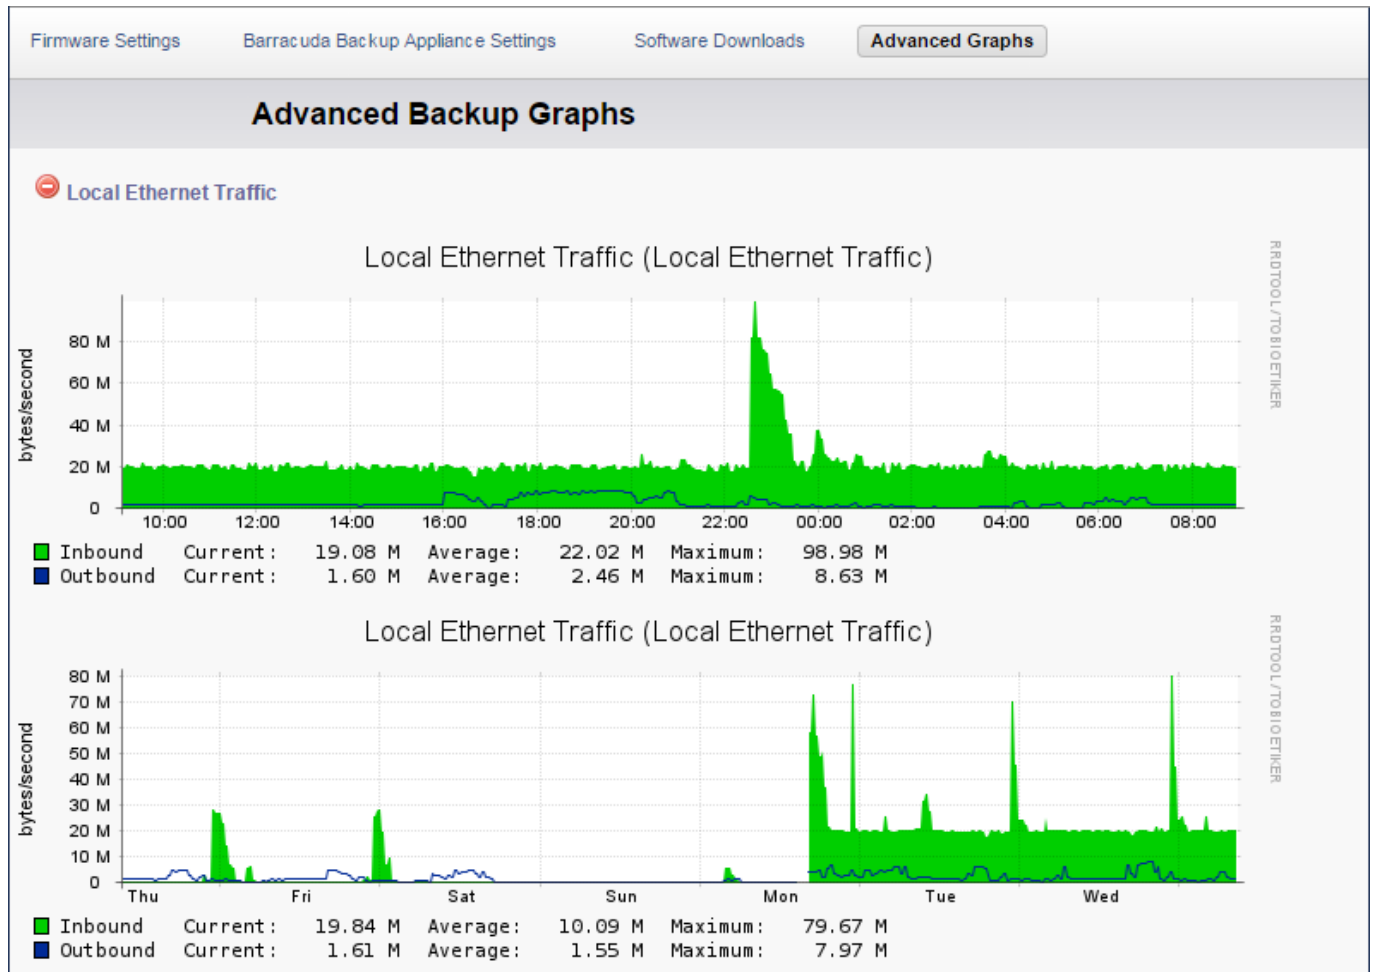 Firmware Settings Barracuda Backup Appliance Settings Software Downloads Advanced Graphs
Advanced Backup Graphs
Local Ethernet Traffic
Local Ethernet Traffic (Local Ethernet Traffic)
RRDTOOL / TOBI OETIKER
bytes/second
80 M
60 M
40 M
20 M
0
10:00 12:00 14:00 16:00 18:00 20:00 22:00 00:00 02:00 04:00 06:00 08:00
Inbound Current: 19.08 M Average: 22.02 M Maximum: 98.98 M
Outbound Current: 1.60 M Average: 2.46 M Maximum: 8.63 M
Local Ethernet Traffic (Local Ethernet Traffic)
RRDTOOL / TOBI OETIKER
bytes/second
80 M
70 M
60 M
50 M
40 M
30 M
20 M
10 M
0
Thu Fri Sat Sun Mon Tue Wed
Inbound Current: 19.84 M Average: 10.09 M Maximum: 79.67 M
Outbound Current: 1.61 M Average: 1.55 M Maximum: 7.97 M